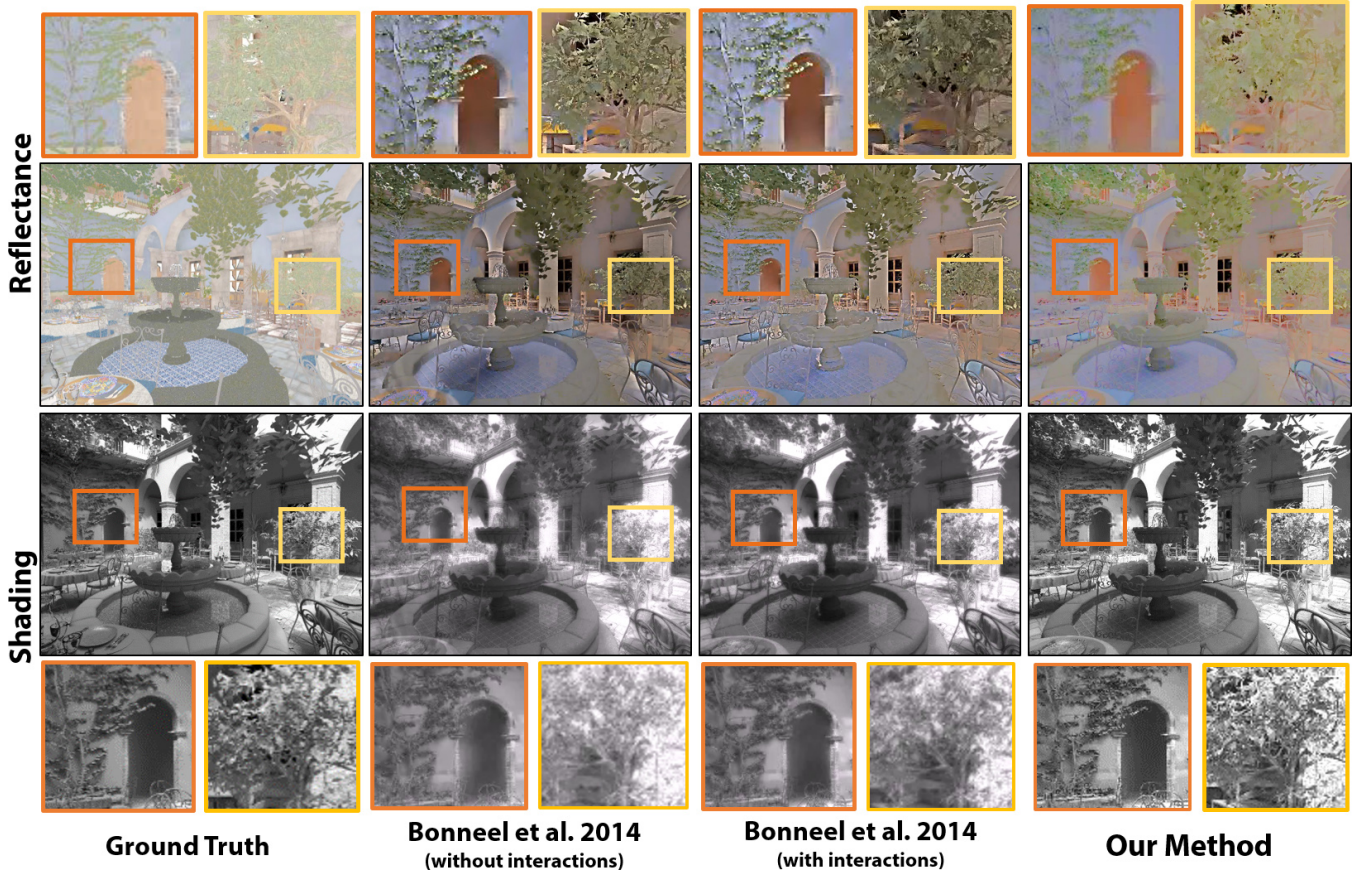 Reflectance
Shading
Ground Truth
Bonneel et al. 2014
(without interactions)
Bonneel et al. 2014
(with interactions)
Our Method